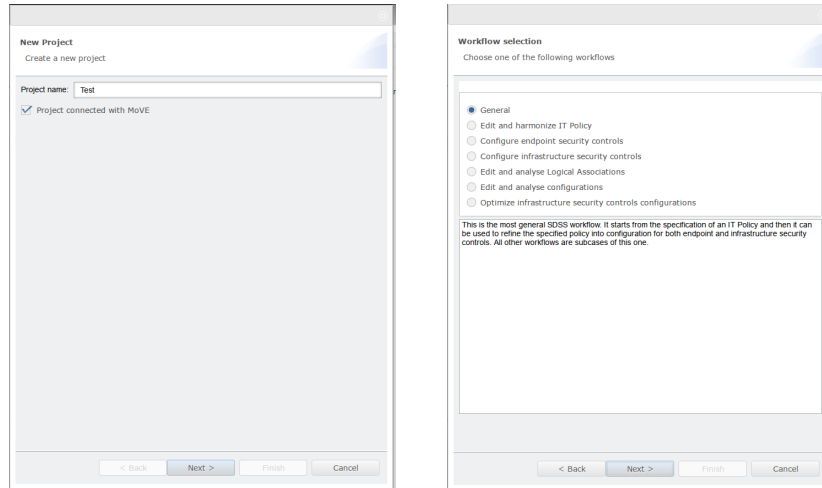 New Project
Create a new project
Project name: Test
Project connected with MoVE
< Back Next > Finish Cancel
Workflow selection
Choose one of the following workflows
General
Edit and harmonize IT Policy
Configure endpoint security controls
Configure infrastructure security controls
Edit and analyse Logical Associations
Edit and analyse configurations
Optimize infrastructure security controls configurations
This is the most general SDSS workflow. It starts from the specification of an IT Policy and then it can
be used to refine the specified policy into configuration for both endpoint and infrastructure security
controls. All other workflows are subcases of this one.
< Back Next > Finish Cancel